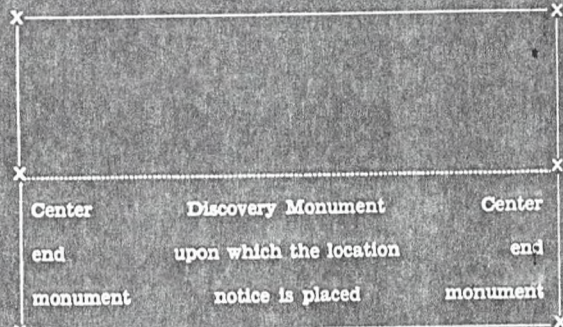 Center Discovery Monument Center
end upon which the location end
monument notice is placed monument